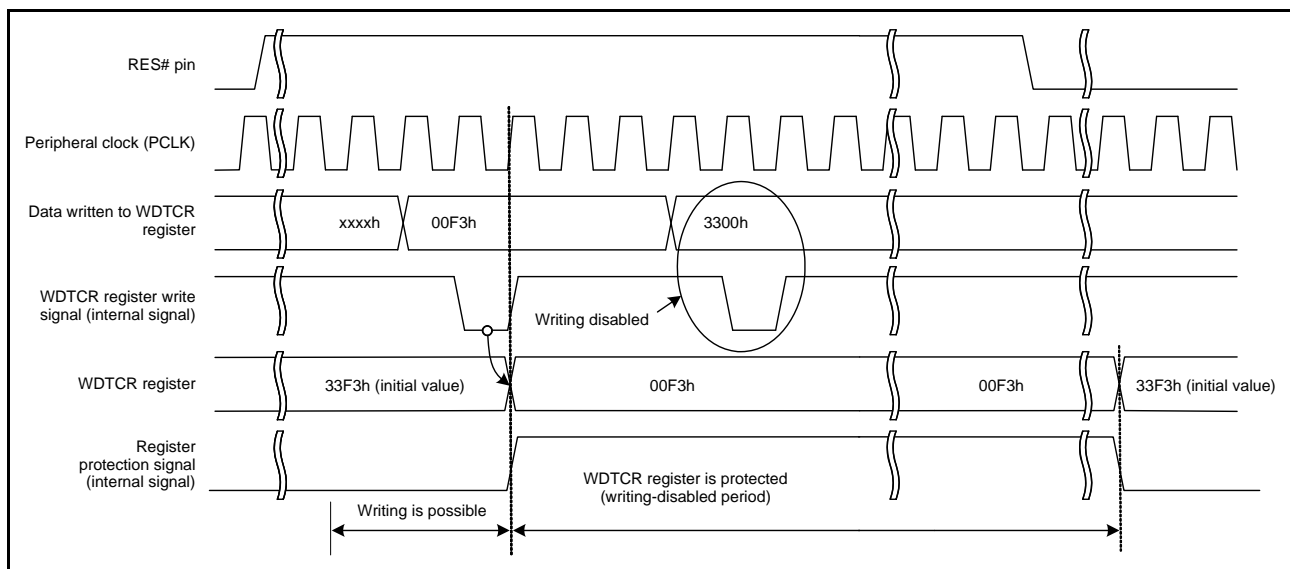 RES# pin
Peripheral clock (PCLK)
Data written to WDTCR
register
xxxxh
00F3h
3300h
WDTCR register write
signal (internal signal)
Writing disabled
WDTCR register
33F3h (initial value)
00F3h
00F3h
33F3h (initial value)
Register
protection signal
(internal signal)
WDTCR register is protected
(writing-disabled period)
Writing is possible